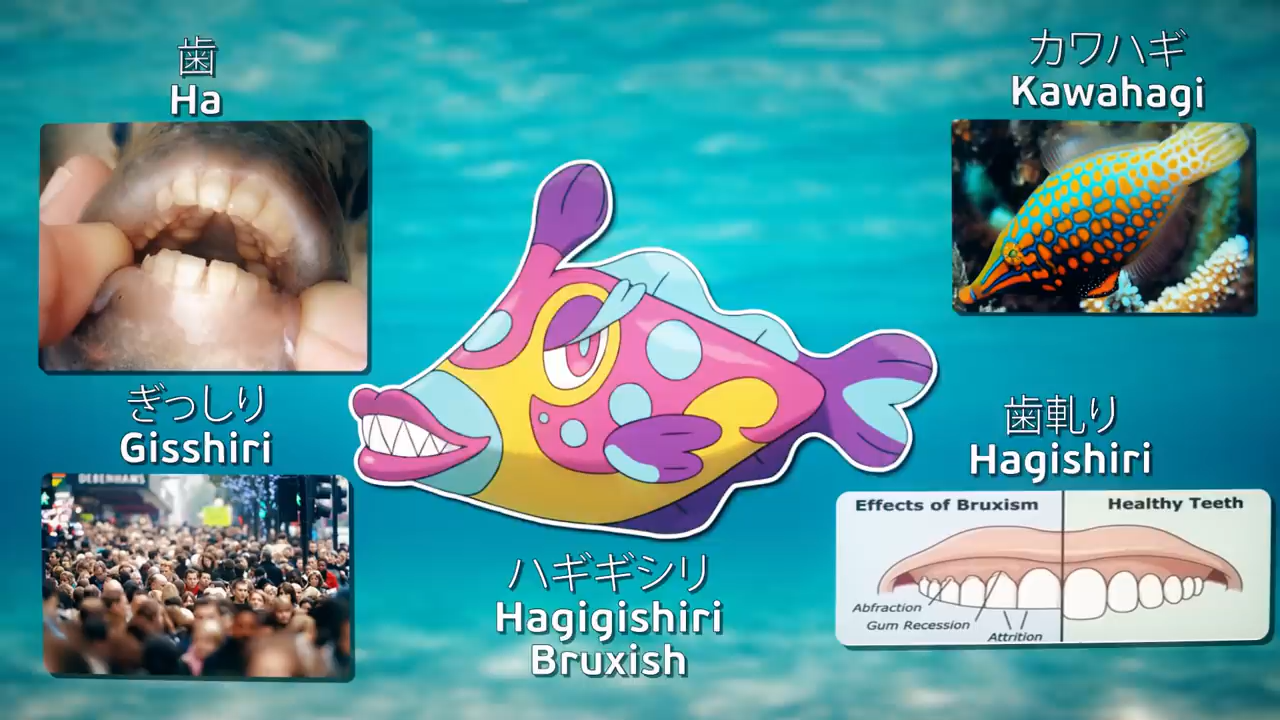 歯
Ha
カワハギ
Kawahagi
ぎっしり
Gisshiri
DEBENHAMS
歯軋り
Hagishiri
Effects of Bruxism
Healthy Teeth
Abfraction
Gum Recession
Attrition
ハギギシリ
Hagigishiri
Bruxish